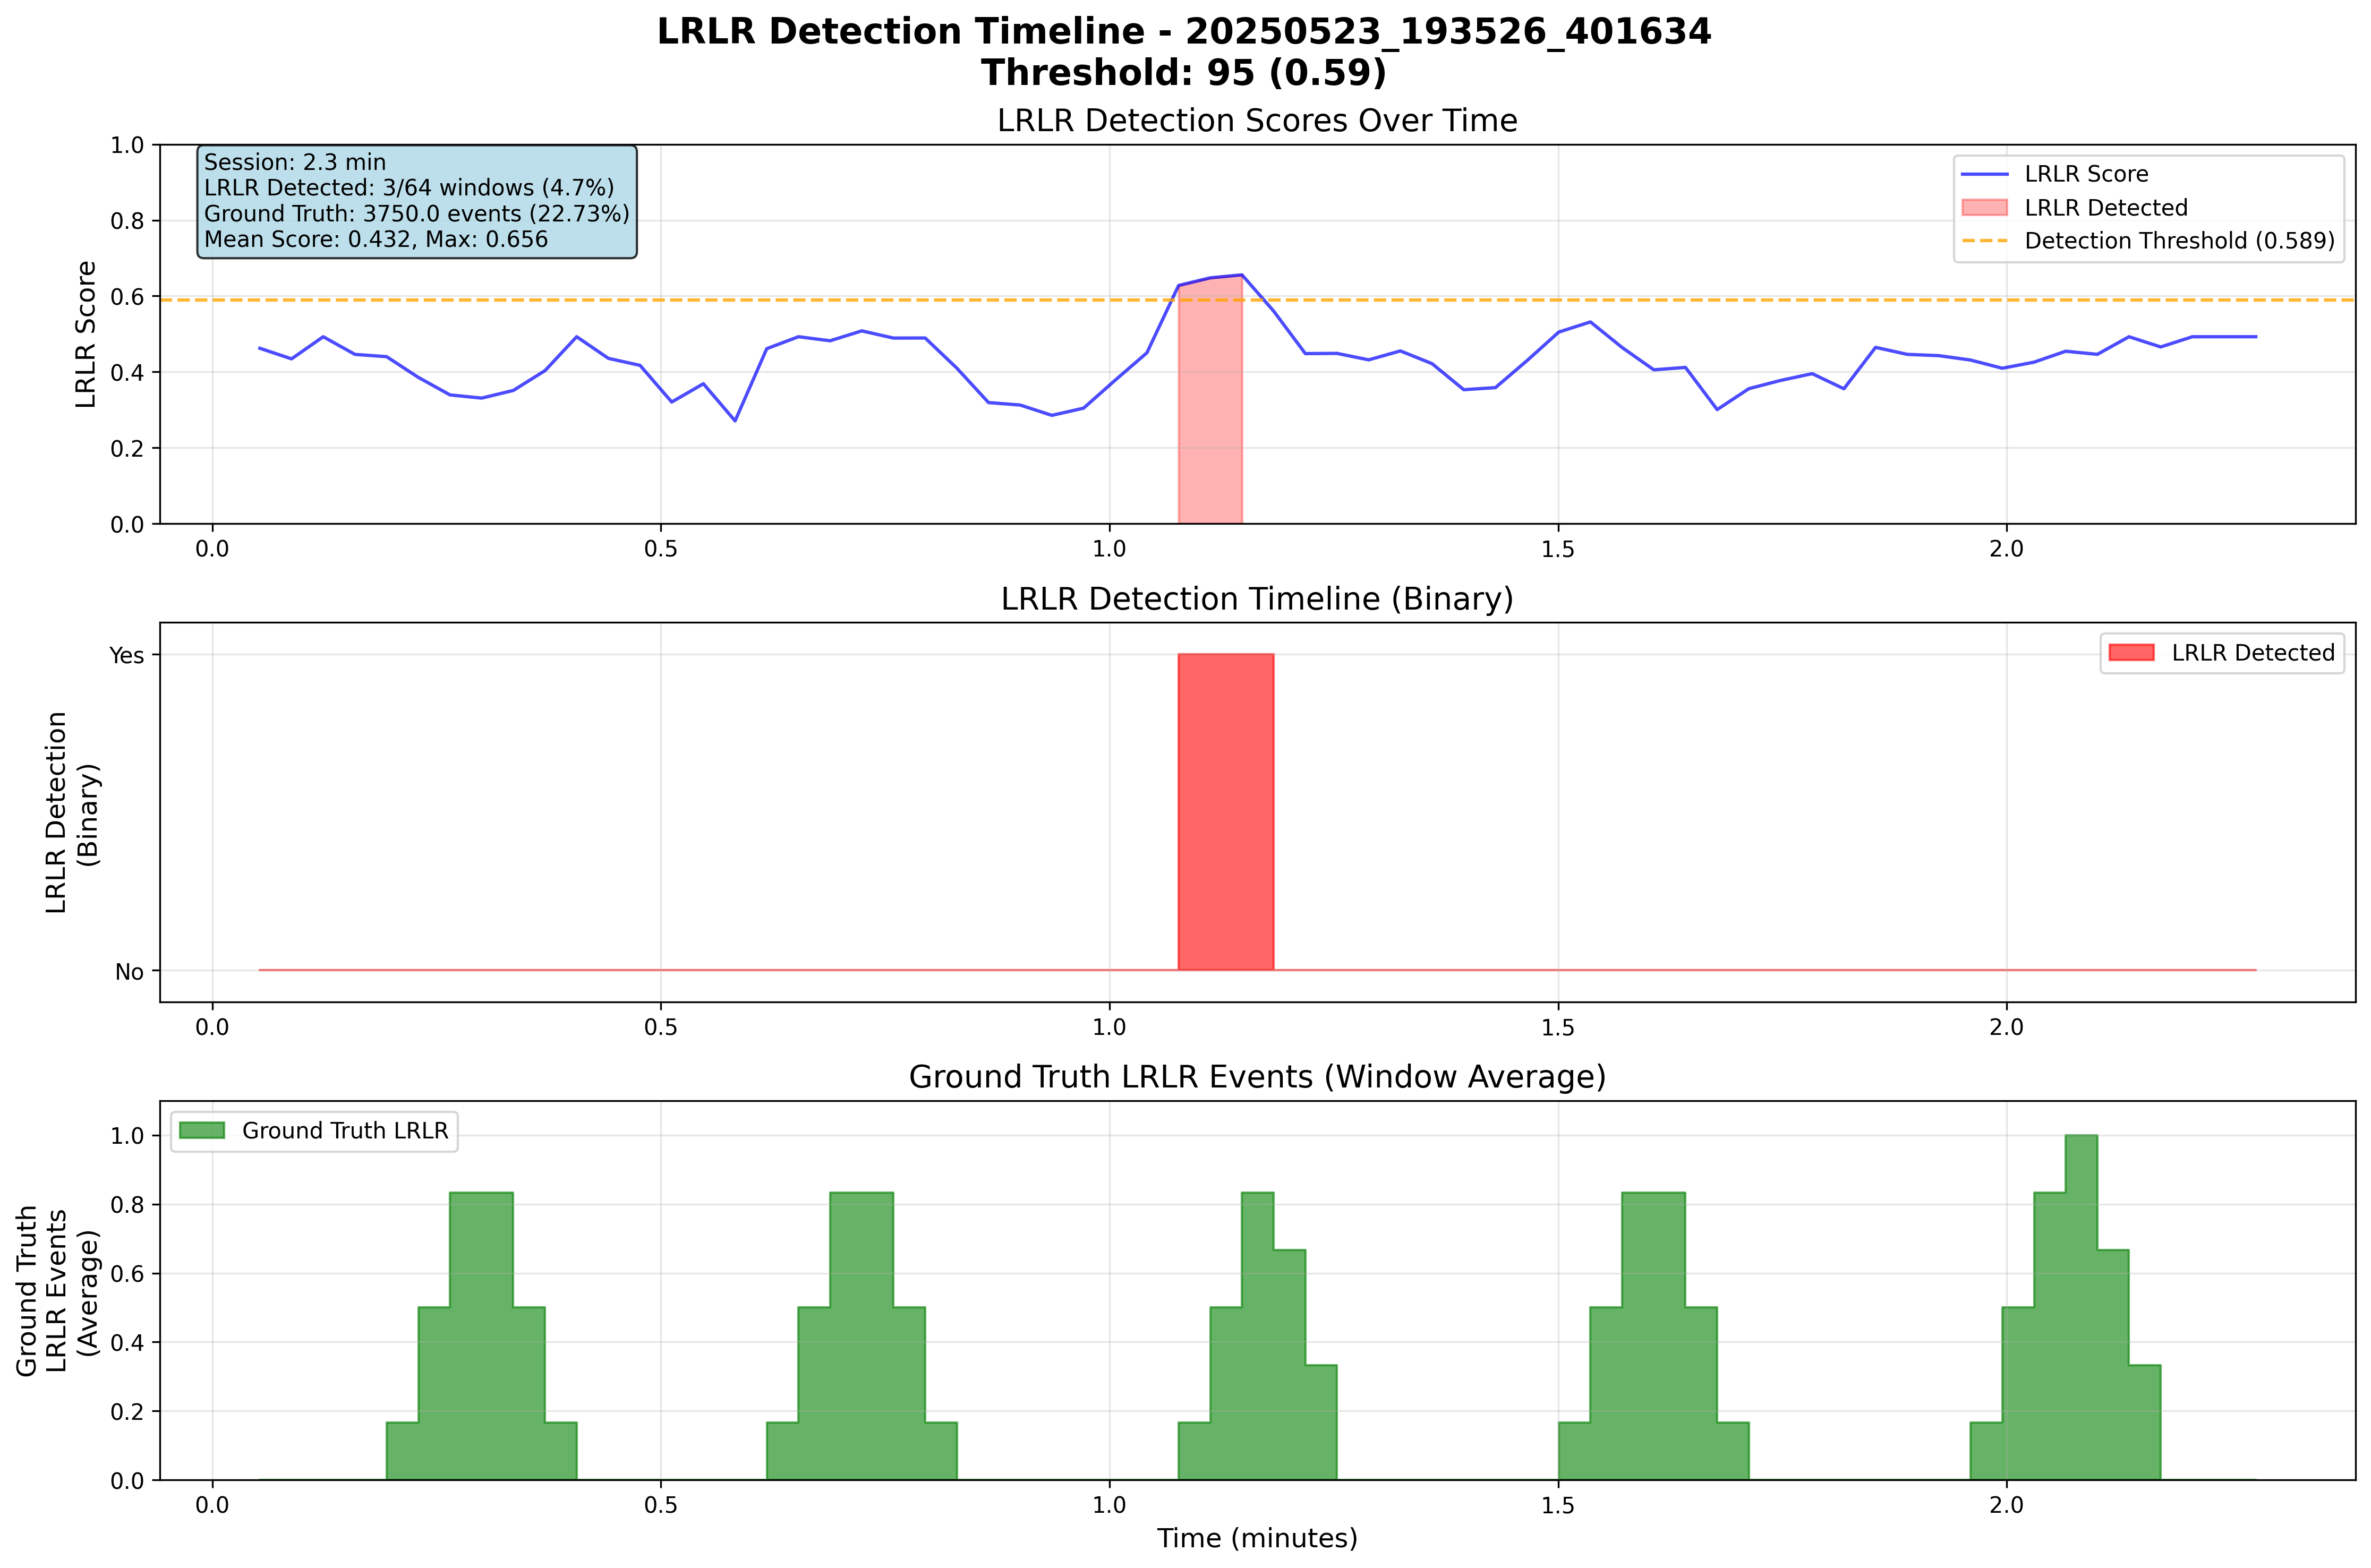 LRLR Detection Timeline - 20250523_193526_401634
Threshold: 95 (0.59)
LRLR Detection Scores Over Time
Session: 2.3 min
LRLR Detected: 3/64 windows (4.7%)
Ground Truth: 3750.0 events (22.73%)
Mean Score: 0.432, Max: 0.656
LRLR Score
LRLR Detected
Detection Threshold (0.589)
LRLR Score
1.0
0.8
0.6
0.4
0.2
0.0
0.0 0.5 1.0 1.5 2.0
LRLR Detection Timeline (Binary)
LRLR Detected
LRLR Detection
(Binary)
Yes
No
0.0 0.5 1.0 1.5 2.0
Ground Truth LRLR Events (Window Average)
Ground Truth LRLR
Ground Truth
LRLR Events
(Average)
1.0
0.8
0.6
0.4
0.2
0.0
0.0 0.5 1.0 1.5 2.0
Time (minutes)